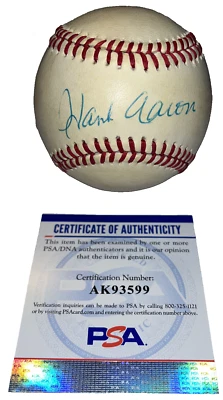 Hank Aaron
CERTIFICATE OF AUTHENTICITY
This item has been examined by one or more
PSA/DNA authenticators and it is our opinion
that the item is genuine.
Certification Number:
AK93599
Verification inquiries can be made to PSA by calling 800-325-1121
or by visiting PSAcard.com and entering the certification number above.
PSA